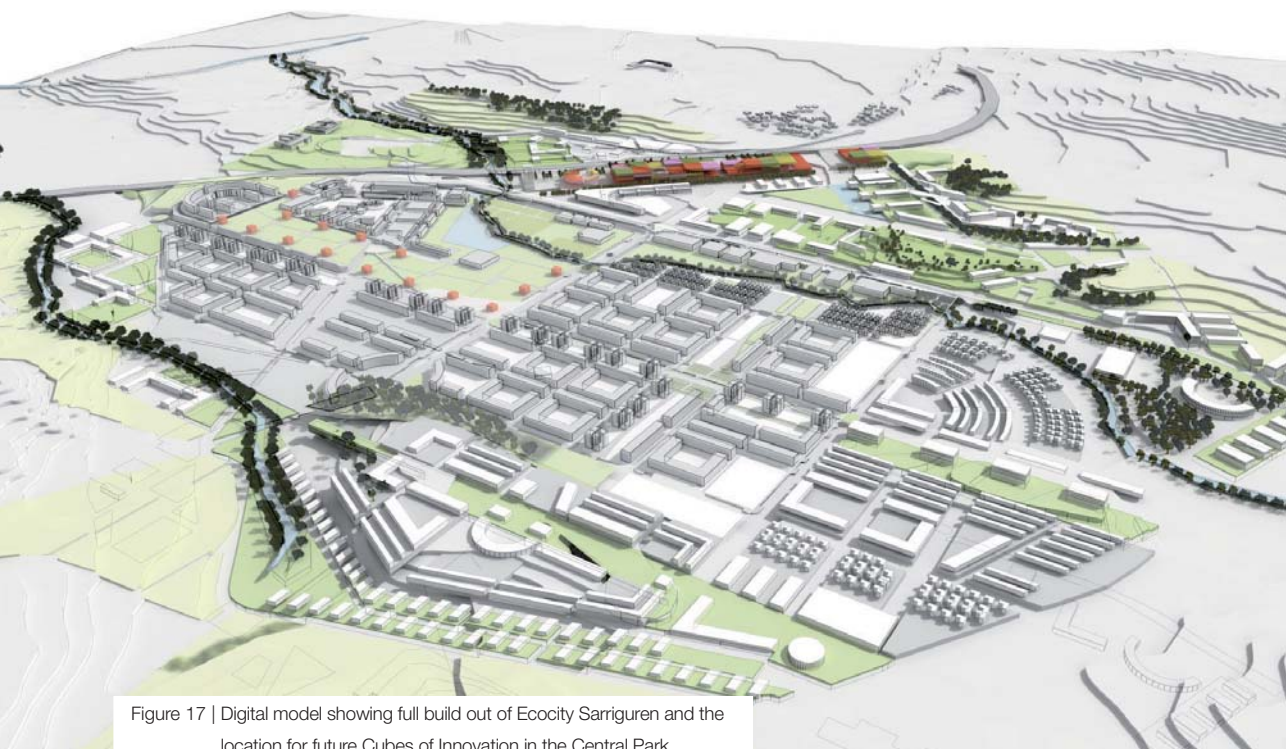 Figure 17 | Digital model showing full build out of Ecocity Sarriguren and the
location for future Cubes of Innovation in the Central Park